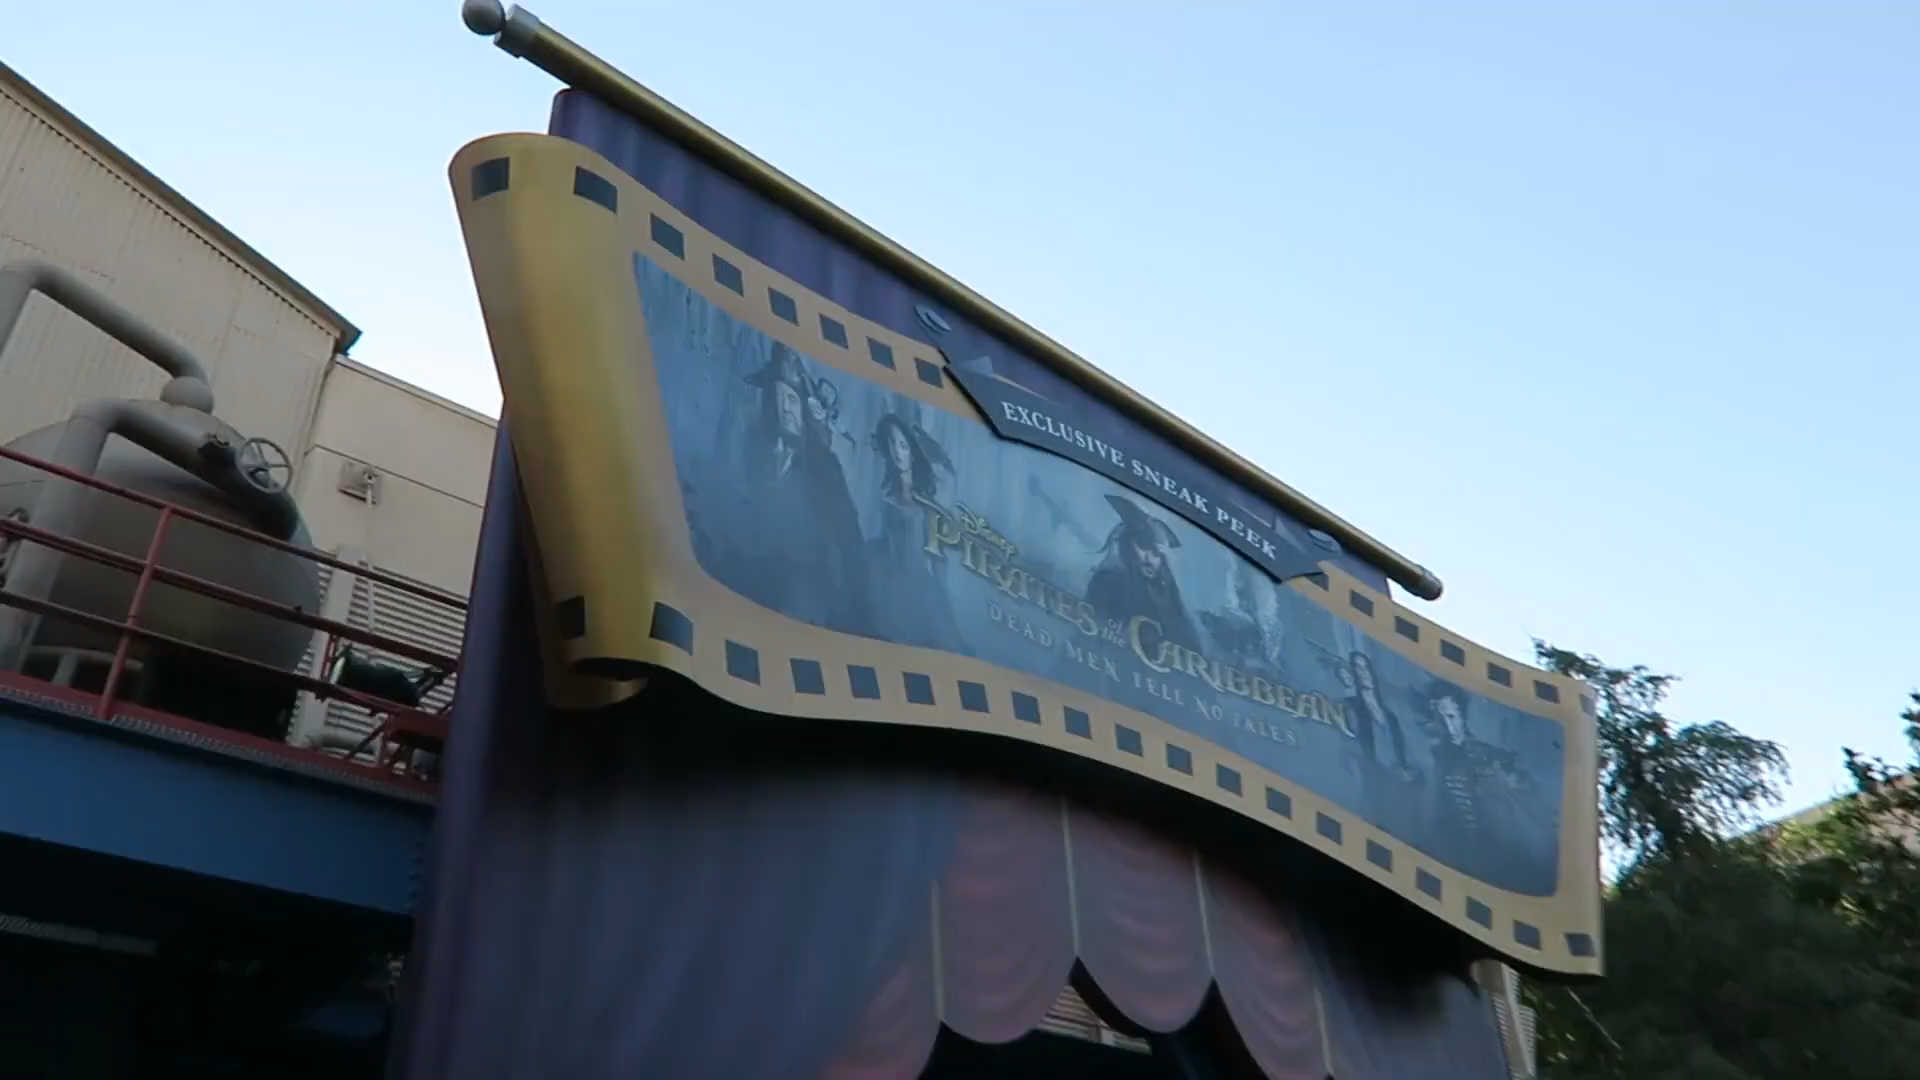 EXCLUSIVE SNEAK PEEK
Disney
PIRATES of the CARIBBEAN
DEAD MEN TELL NO TALES